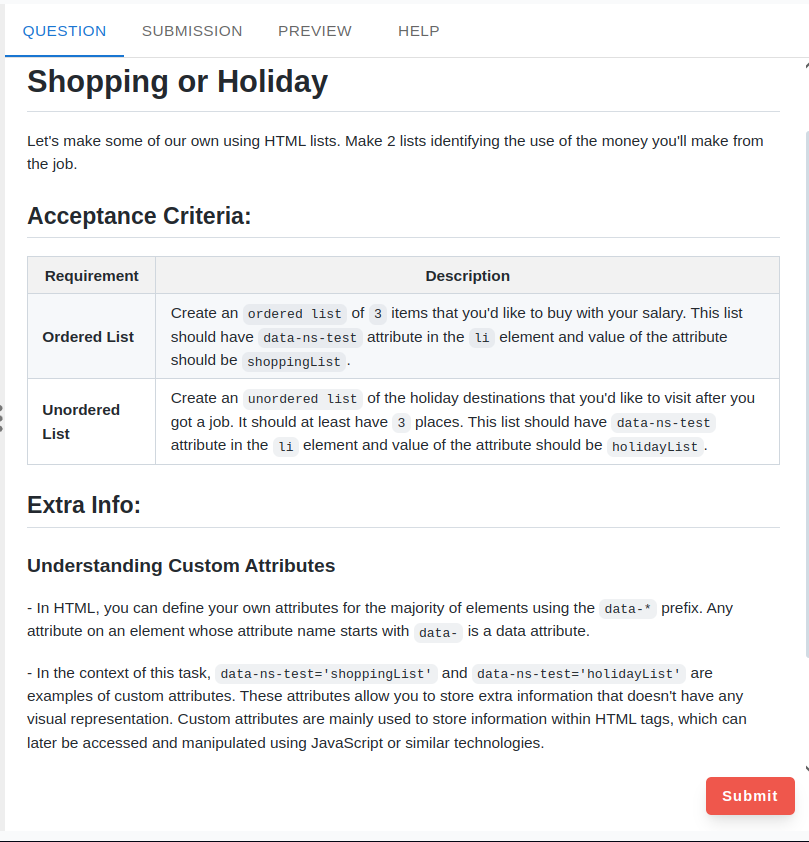 QUESTION SUBMISSION PREVIEW HELP
Shopping or Holiday
Let's make some of our own using HTML lists. Make 2 lists identifying the use of the money you'll make from
the job.
Acceptance Criteria:
Requirement Description
Ordered List
Create an ordered list of 3 items that you'd like to buy with your salary. This list
should have data-ns-test attribute in the li element and value of the attribute
should be shoppingList.
Unordered
List
Create an unordered list of the holiday destinations that you'd like to visit after you
got a job. It should at least have 3 places. This list should have data-ns-test
attribute in the li element and value of the attribute should be holidayList.
Extra Info:
Understanding Custom Attributes
- In HTML, you can define your own attributes for the majority of elements using the data-* prefix. Any
attribute on an element whose attribute name starts with data- is a data attribute.
- In the context of this task, data-ns-test='shoppingList' and data-ns-test='holidayList' are
examples of custom attributes. These attributes allow you to store extra information that doesn't have any
visual representation. Custom attributes are mainly used to store information within HTML tags, which can
later be accessed and manipulated using JavaScript or similar technologies.
Submit